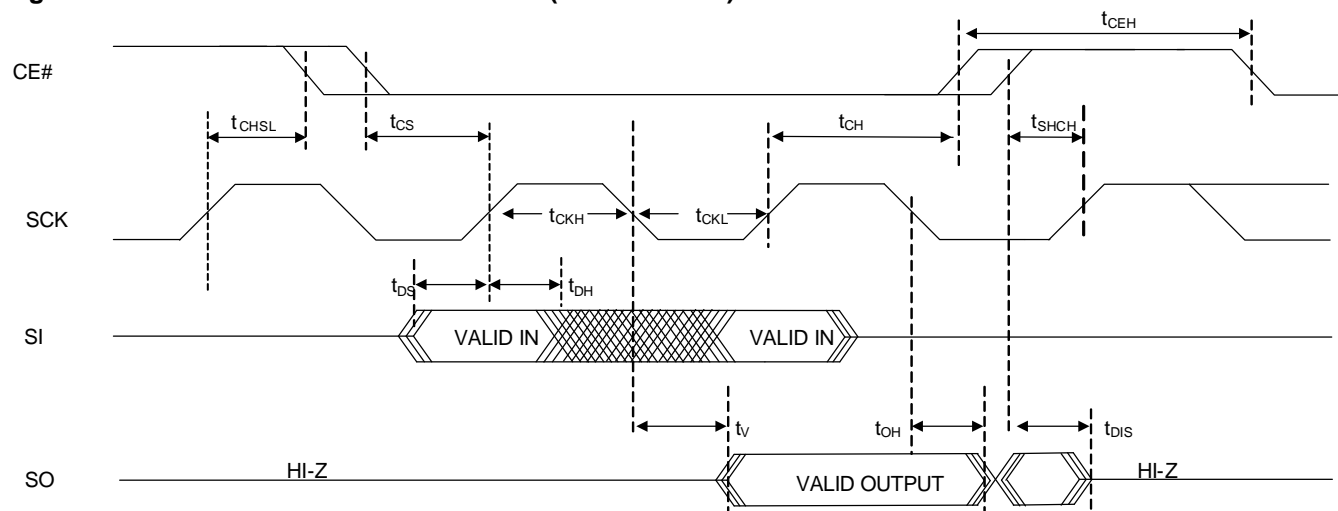 tCEH
CE#
tCHSL
tCS
tCH
tSHCH
SCK
tCKH
tCKL
tDS
tDH
SI
VALID IN
VALID IN
tV
tOH
tDIS
SO
HI-Z
VALID OUTPUT
HI-Z